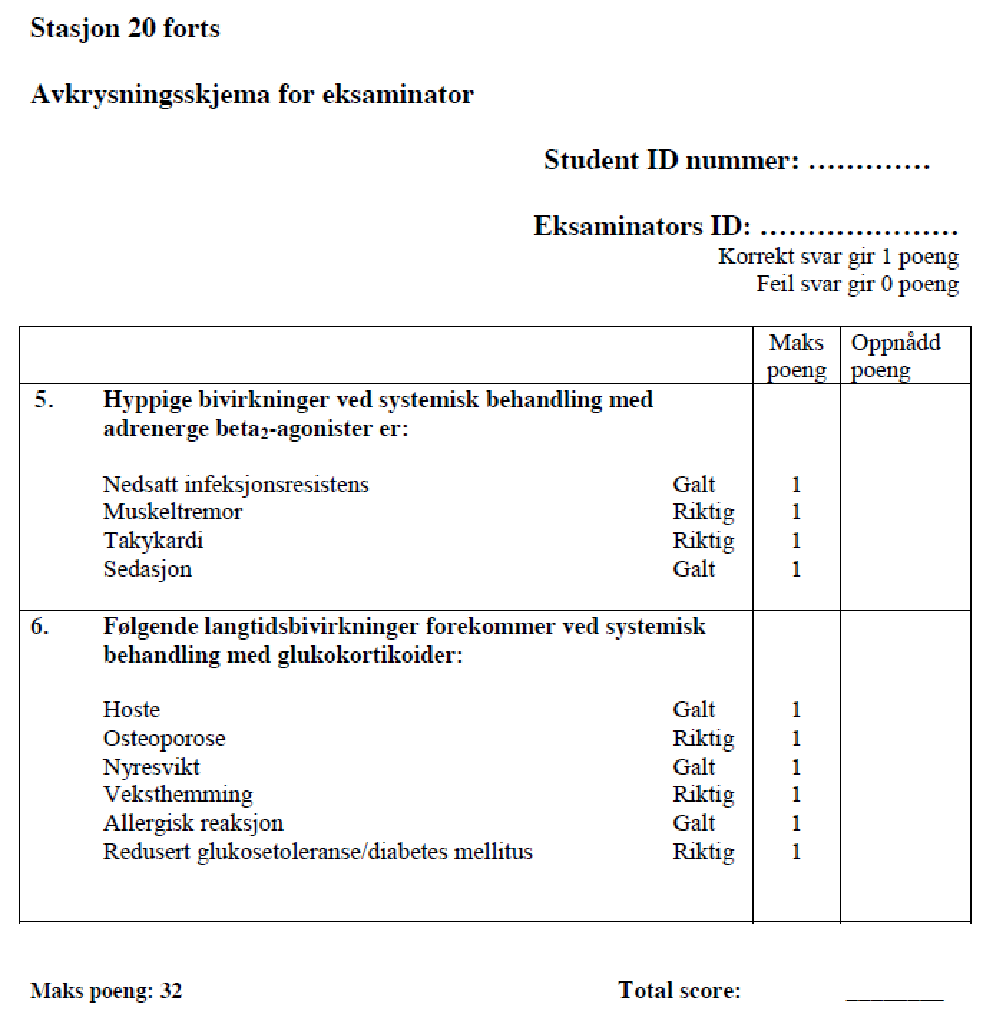 Stasjon 20 forts
Avkrysningsskjema for eksaminator
Student ID nummer: .............
Eksaminators ID: .....................
Korrekt svar gir 1 poeng
Feil svar gir 0 poeng
Maks poeng Oppnådd poeng
5. Hyppige bivirkninger ved systemisk behandling med
adrenerge beta₂-agonister er:
Nedsatt infeksjonsresistens Galt 1
Muskeltremor Riktig 1
Takykardi Riktig 1
Sedasjon Galt 1
6. Følgende langtidsbivirkninger forekommer ved systemisk
behandling med glukokortikoider:
Hoste Galt 1
Osteoporose Riktig 1
Nyresvikt Galt 1
Veksthemming Riktig 1
Allergisk reaksjon Galt 1
Redusert glukosetoleranse/diabetes mellitus Riktig 1
Maks poeng: 32 Total score: ________